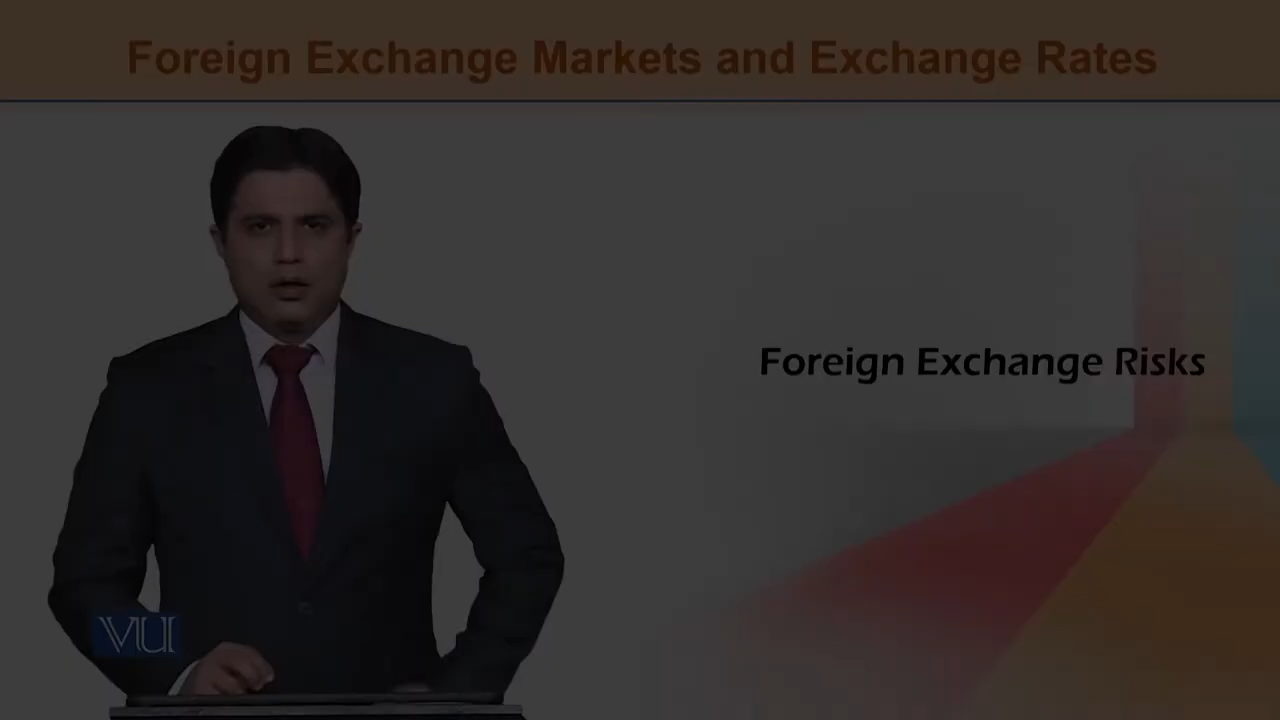 Foreign Exchange Markets and Exchange Rates
Foreign Exchange Risks
VU